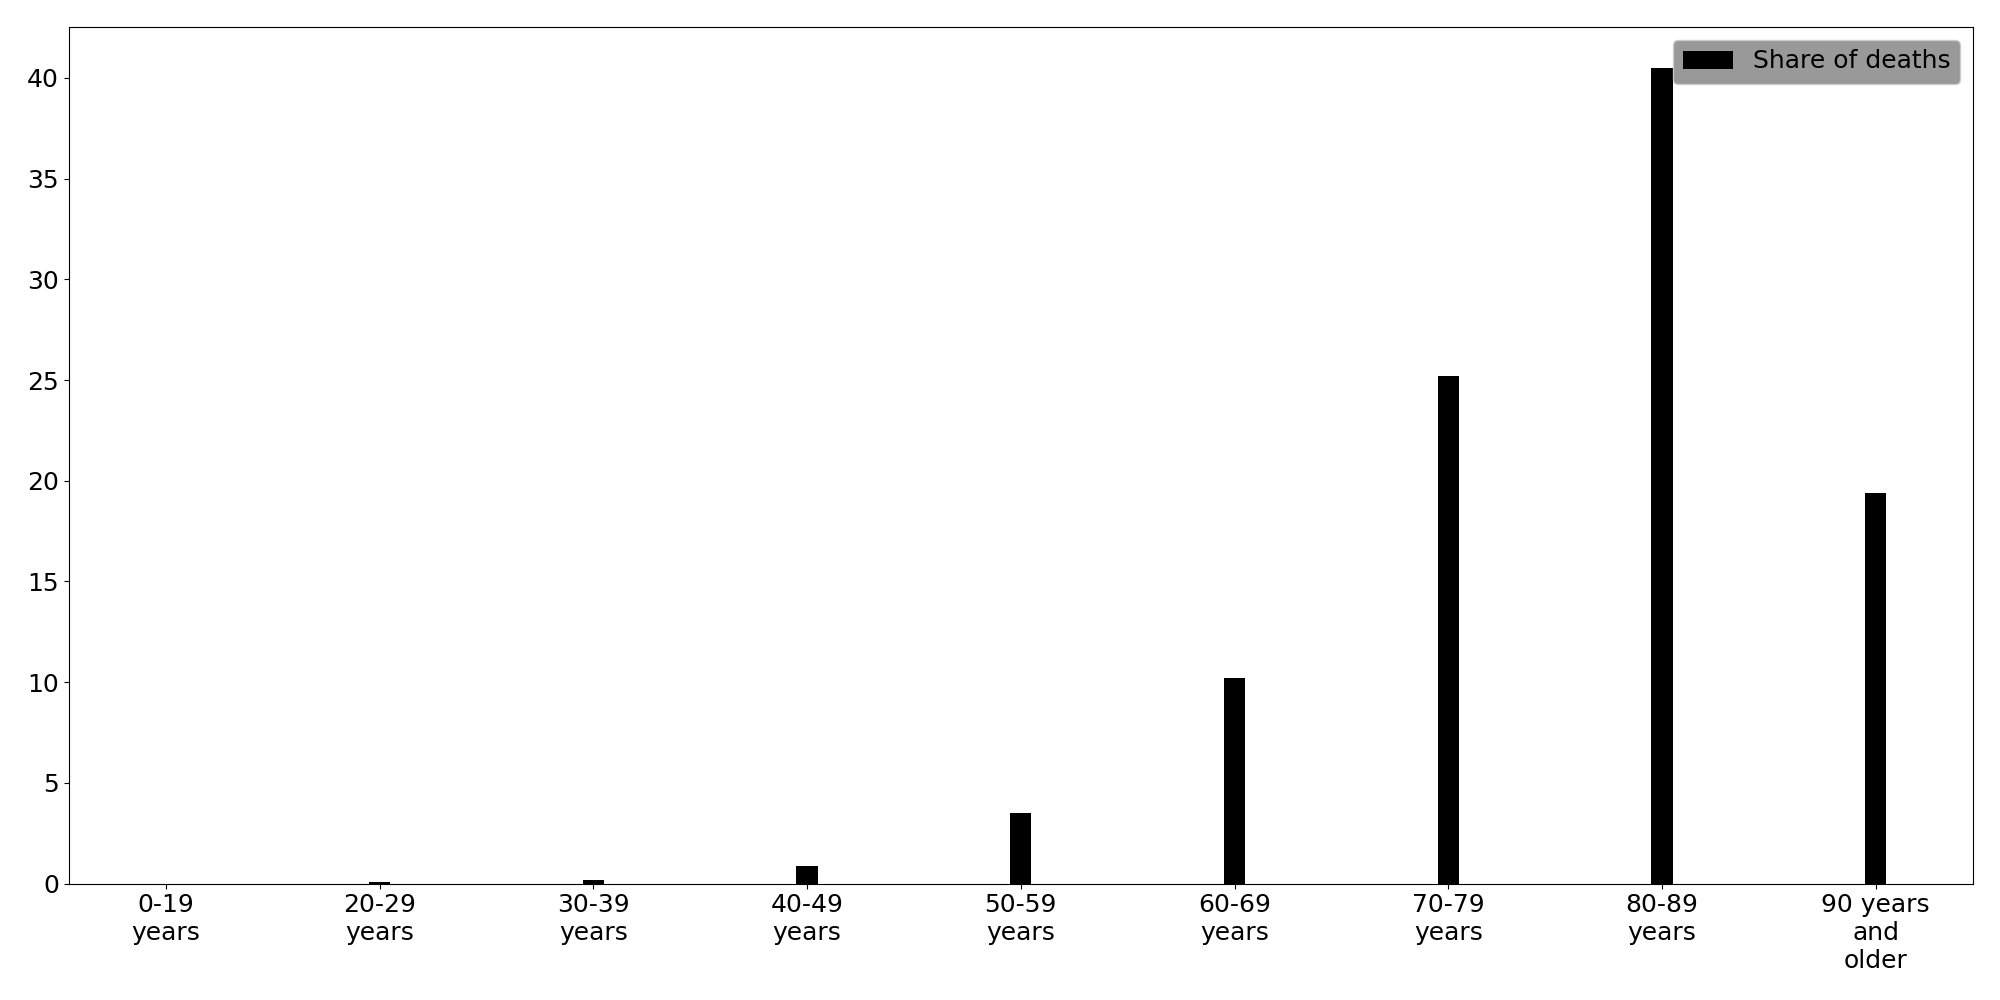 Share of deaths
40
35
30
25
20
15
10
5
0
0-19
years
20-29
years
30-39
years
40-49
years
50-59
years
60-69
years
70-79
years
80-89
years
90 years
and
older